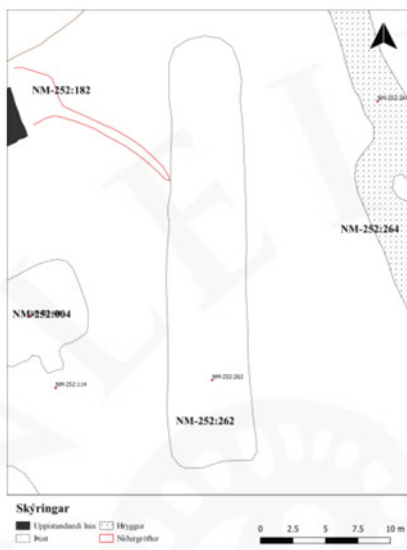 NM-252:182
NM-252:264
NM-252:004
NM-252:114
NM-252:262
NM-252:262
Skýringar
Uppistandandi hús
Hryggur
Þúst
Niðurgröftur
0 2.5 5 7.5 10 m